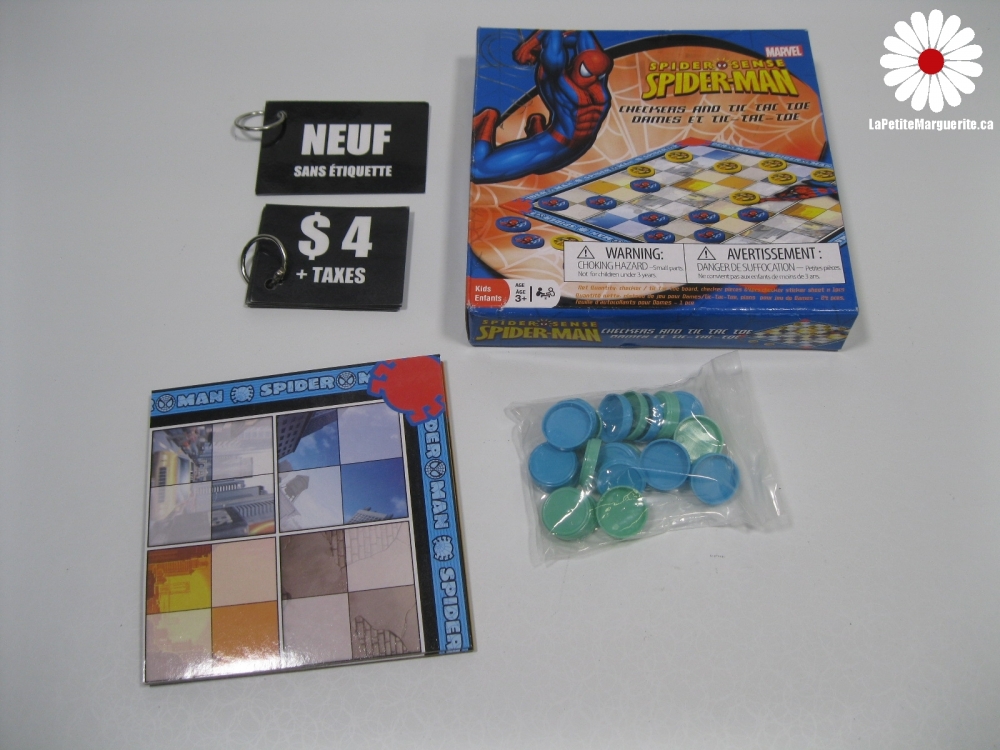 NEUF
SANS ÉTIQUETTE
$ 4
+ TAXES
MARVEL
SPIDER SENSE
SPIDER-MAN
CHECKERS AND TIC TAC TOE
DAMES ET TIC-TAC-TOE
WARNING:
CHOKING HAZARD -Small parts
Not for children under 3 years
AVERTISSEMENT :
DANGER DE SUFFOCATION — Petites pièces
Ne convient pas aux enfants de moins de 3 ans.
Kids
Enfants
AGE
ÂGE
3+
SPIDER SENSE
SPIDER-MAN
CHECKERS AND TIC TAC TOE
DAMES ET TIC-TAC-TOE
LaPetiteMarguerite.ca
MAN SPIDER
DER MAN SPIDER